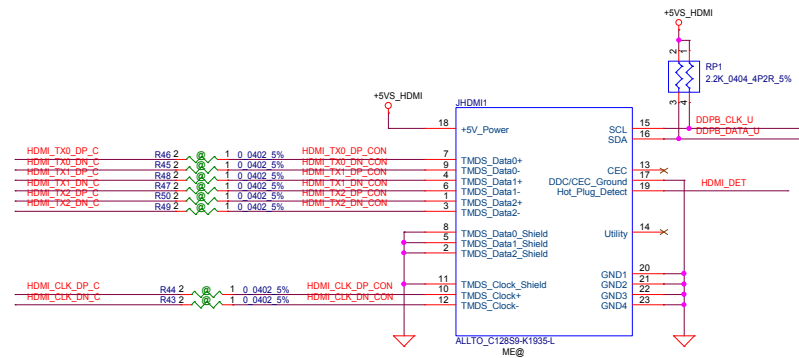 +5VS_HDMI
2 1
RP1
2.2K_0404_4P2R_5%
3 4
+5VS_HDMI
JHDMI1
18 +5V_Power SCL 15 DDPB_CLK_U
SDA 16 DDPB_DATA_U
HDMI_TX0_DP_C R46 2 @ 1 0_0402_5% HDMI_TX0_DP_CON 7 TMDS_Data0+
HDMI_TX0_DN_C R45 2 @ 1 0_0402_5% HDMI_TX0_DN_CON 9 TMDS_Data0- CEC 13
HDMI_TX1_DP_C R48 2 @ 1 0_0402_5% HDMI_TX1_DP_CON 4 TMDS_Data1+ DDC/CEC_Ground 17
HDMI_TX1_DN_C R47 2 @ 1 0_0402_5% HDMI_TX1_DN_CON 6 TMDS_Data1- Hot_Plug_Detect 19 HDMI_DET
HDMI_TX2_DP_C R50 2 @ 1 0_0402_5% HDMI_TX2_DP_CON 1 TMDS_Data2+
HDMI_TX2_DN_C R49 2 @ 1 0_0402_5% HDMI_TX2_DN_CON 3 TMDS_Data2-
8 TMDS_Data0_Shield Utility 14
5 TMDS_Data1_Shield
2 TMDS_Data2_Shield
GND1 20
11 TMDS_Clock_Shield GND2 21
HDMI_CLK_DP_C R44 2 @ 1 0_0402_5% HDMI_CLK_DP_CON 10 TMDS_Clock+ GND3 22
HDMI_CLK_DN_C R43 2 @ 1 0_0402_5% HDMI_CLK_DN_CON 12 TMDS_Clock- GND4 23
ALLTO_C128S9-K1935-L
ME@